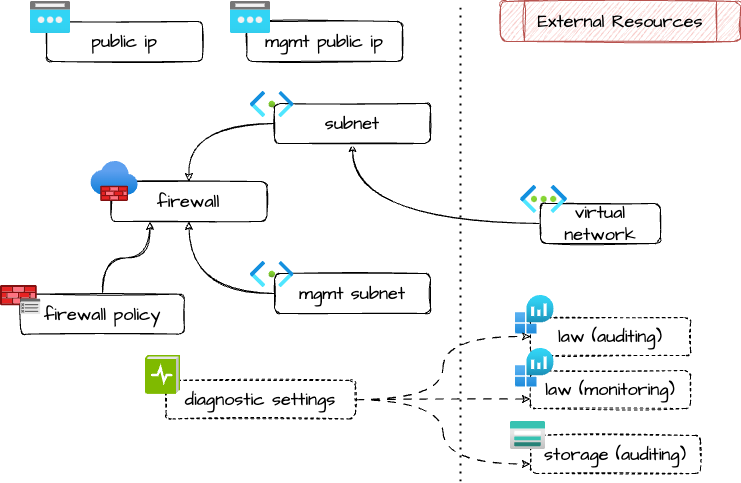 External Resources
public ip
mgmt public ip
subnet
firewall
virtual
network
mgmt subnet
firewall policy
law (auditing)
diagnostic settings
law (monitoring)
storage (auditing)